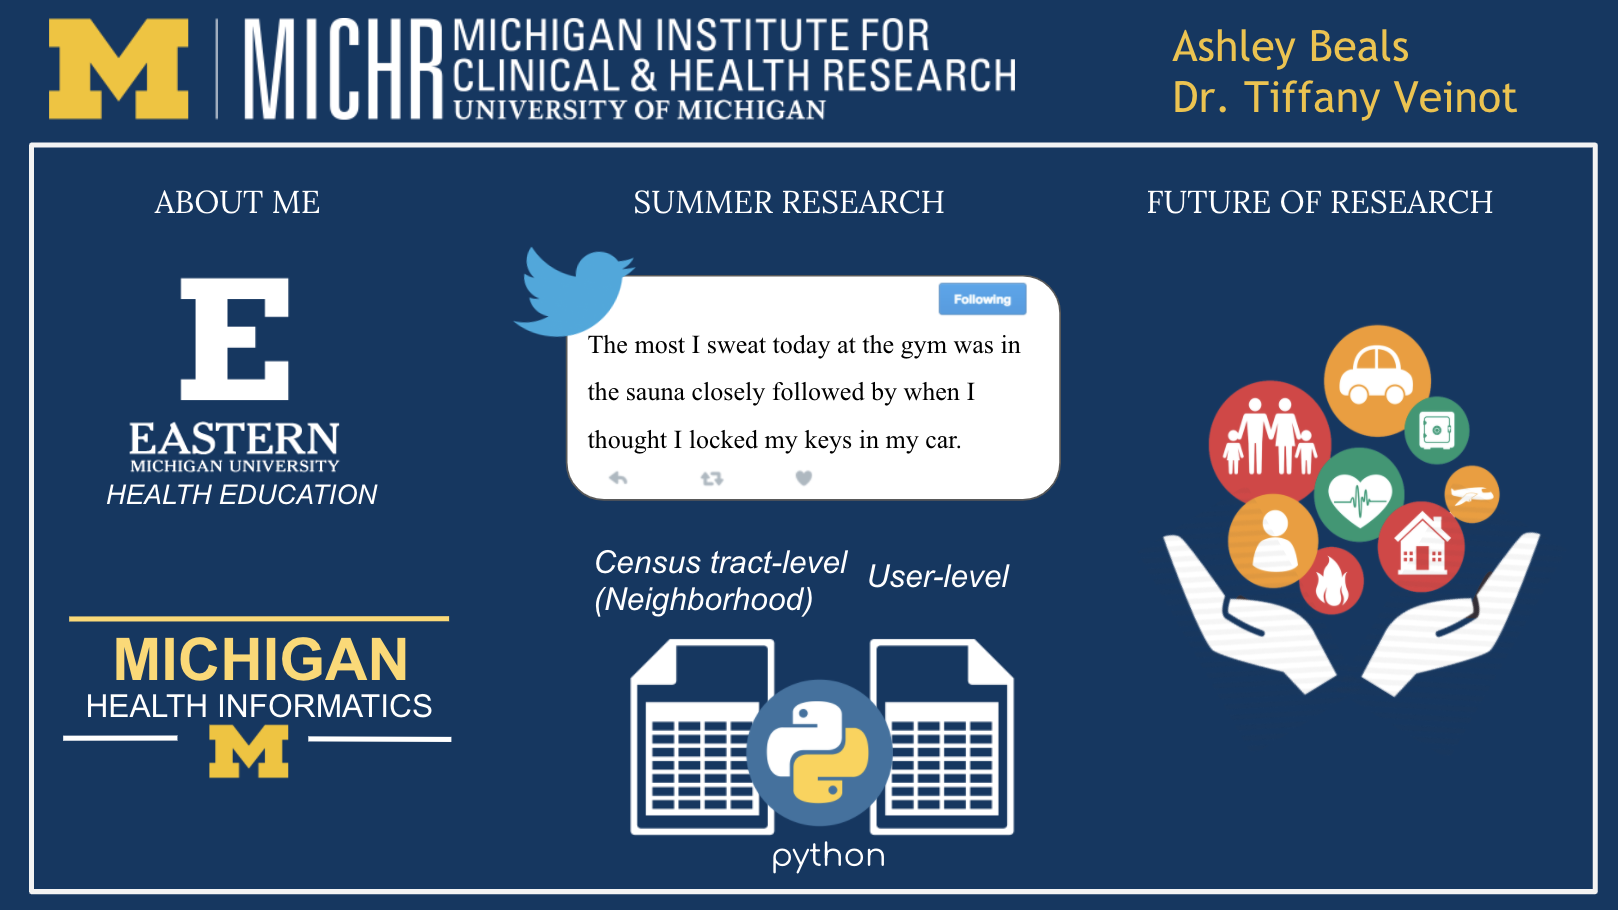 M
MICHR
MICHIGAN INSTITUTE FOR
CLINICAL & HEALTH RESEARCH
UNIVERSITY OF MICHIGAN
Ashley Beals
Dr. Tiffany Veinot
ABOUT ME
E
EASTERN
MICHIGAN UNIVERSITY
HEALTH EDUCATION
MICHIGAN
HEALTH INFORMATICS
M
SUMMER RESEARCH
Following
The most I sweat today at the gym was in
the sauna closely followed by when I
thought I locked my keys in my car.
Census tract-level
(Neighborhood)
User-level
python
FUTURE OF RESEARCH